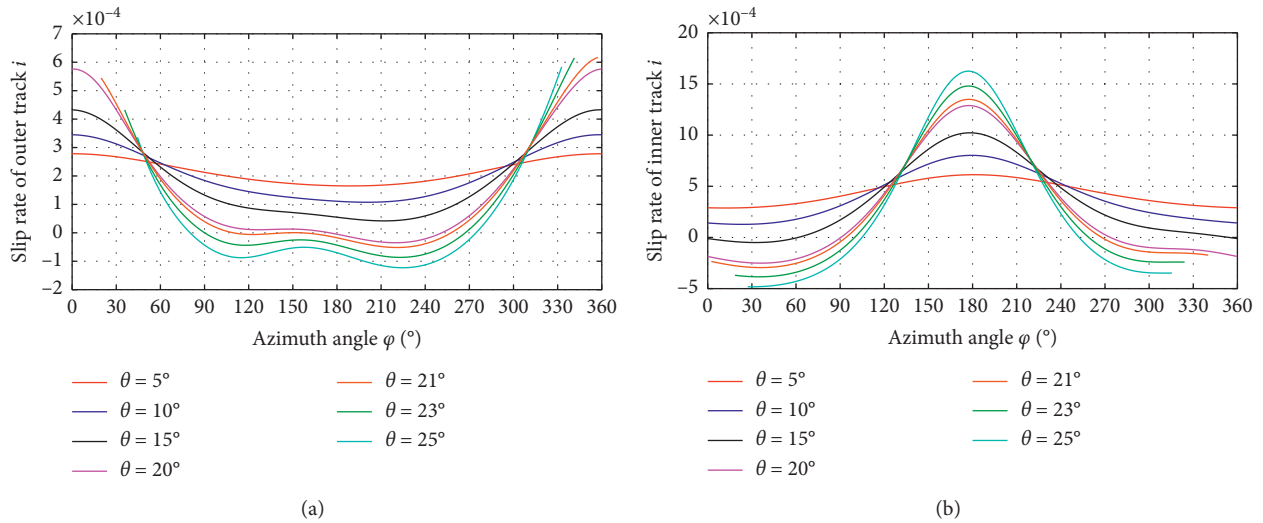 ×10⁻⁴
7
6
5
4
3
2
1
0
−1
−2
Slip rate of outer track i
0 30 60 90 120 150 180 210 240 270 300 330 360
Azimuth angle φ (°)
θ = 5°
θ = 10°
θ = 15°
θ = 20°
θ = 21°
θ = 23°
θ = 25°
(a)
×10⁻⁴
20
15
10
5
0
−5
Slip rate of inner track i
0 30 60 90 120 150 180 210 240 270 300 330 360
Azimuth angle φ (°)
θ = 5°
θ = 10°
θ = 15°
θ = 20°
θ = 21°
θ = 23°
θ = 25°
(b)